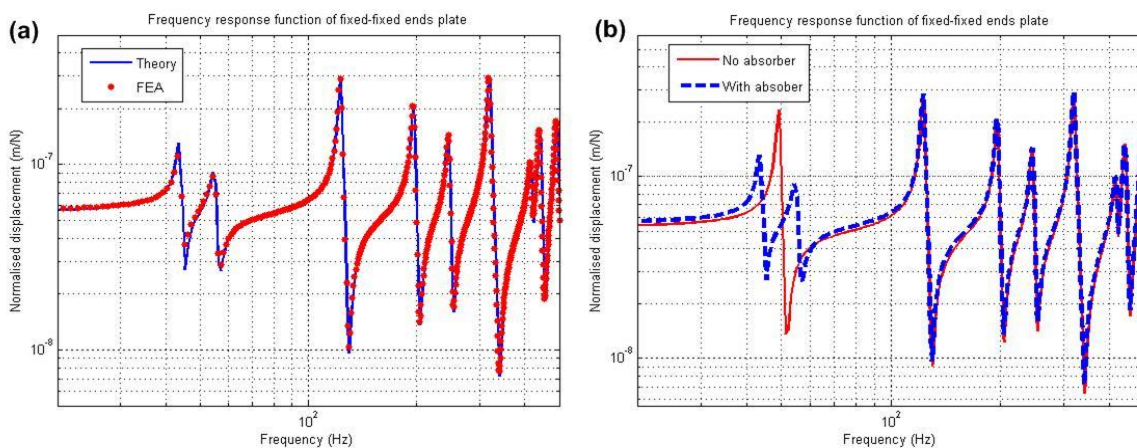 (a)
Frequency response function of fixed-fixed ends plate
Theory
FEA
Normalised displacement (m/N)
10-7
10-8
102
Frequency (Hz)
(b)
Frequency response function of fixed-fixed ends plate
No absorber
With absober
Normalised displacement (m/N)
10-7
10-8
102
Frequency (Hz)